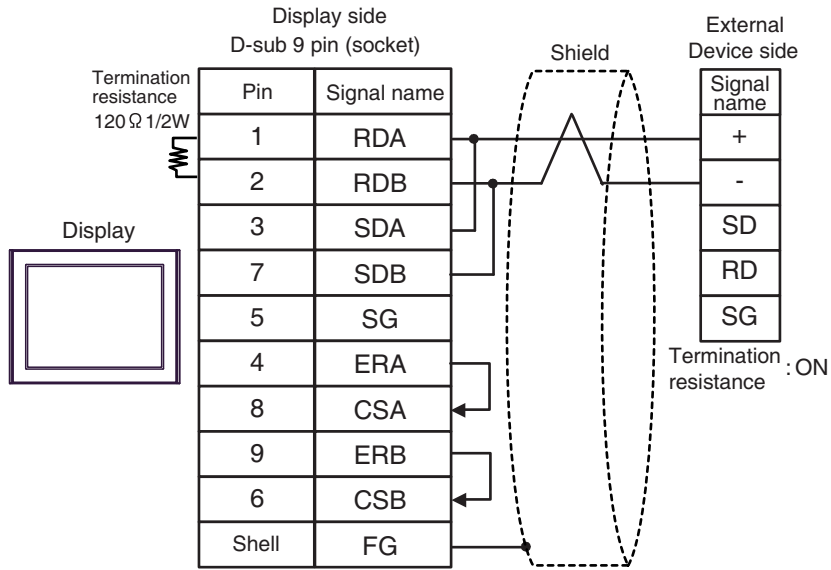 Display side
D-sub 9 pin (socket)
Shield
External
Device side
Termination
resistance
120Ω 1/2W
Pin
Signal name
1
RDA
2
RDB
3
SDA
7
SDB
5
SG
4
ERA
8
CSA
9
ERB
6
CSB
Shell
FG
Display
Signal
name
+
-
SD
RD
SG
Termination
resistance
: ON